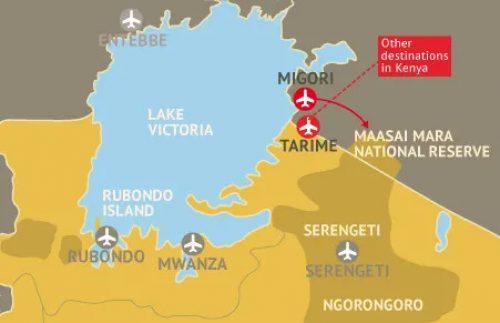 ENTEBBE
Other
destinations
in Kenya
MIGORI
LAKE
VICTORIA
TARIME
MAASAI MARA
NATIONAL RESERVE
RUBONDO
ISLAND
SERENGETI
RUBONDO
MWANZA
SERENGETI
NGORONGORO